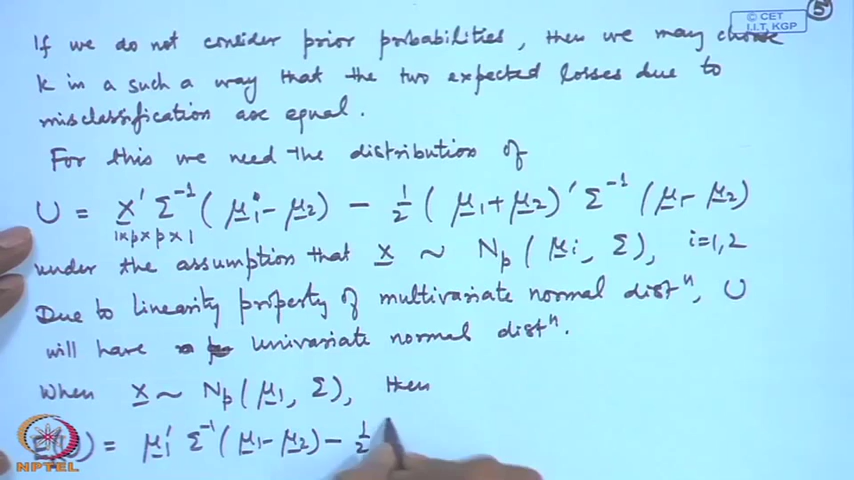 © CET
I.I.T, KGP
5
If we do not consider prior probabilities, then we may choose
k in a such a way that the two expected losses due to
misclassification are equal.
For this we need the distribution of
U = x' Σ⁻¹ (μ₁ - μ₂) - 1/2 (μ₁ + μ₂)' Σ⁻¹ (μ₁ - μ₂)
1×p × p × 1
under the assumption that x ~ Nₚ (μᵢ, Σ), i=1,2
Due to linearity property of multivariate normal distⁿ, U
will have univariate normal distⁿ.
When x ~ Nₚ (μ₁, Σ), then
) = μ₁' Σ⁻¹ (μ₁ - μ₂) - 1/2
NPTEL